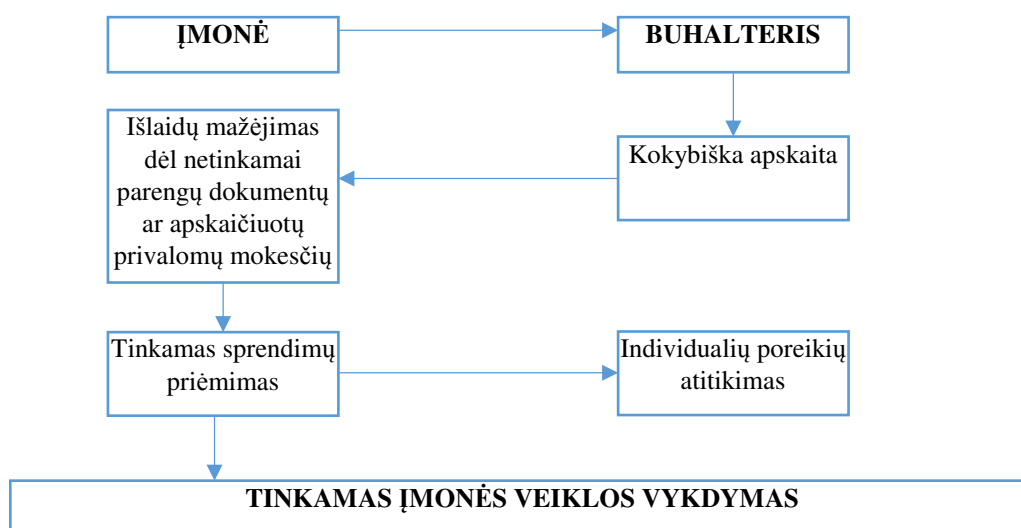 ĮMONĖ
BUHALTERIS
Išlaidų mažėjimas
dėl netinkamai
parengų dokumentų
ar apskaičiuotų
privalomų mokesčių
Kokybiška apskaita
Tinkamas sprendimų
priėmimas
Individualių poreikių
atitikimas
TINKAMAS ĮMONĖS VEIKLOS VYKDYMAS